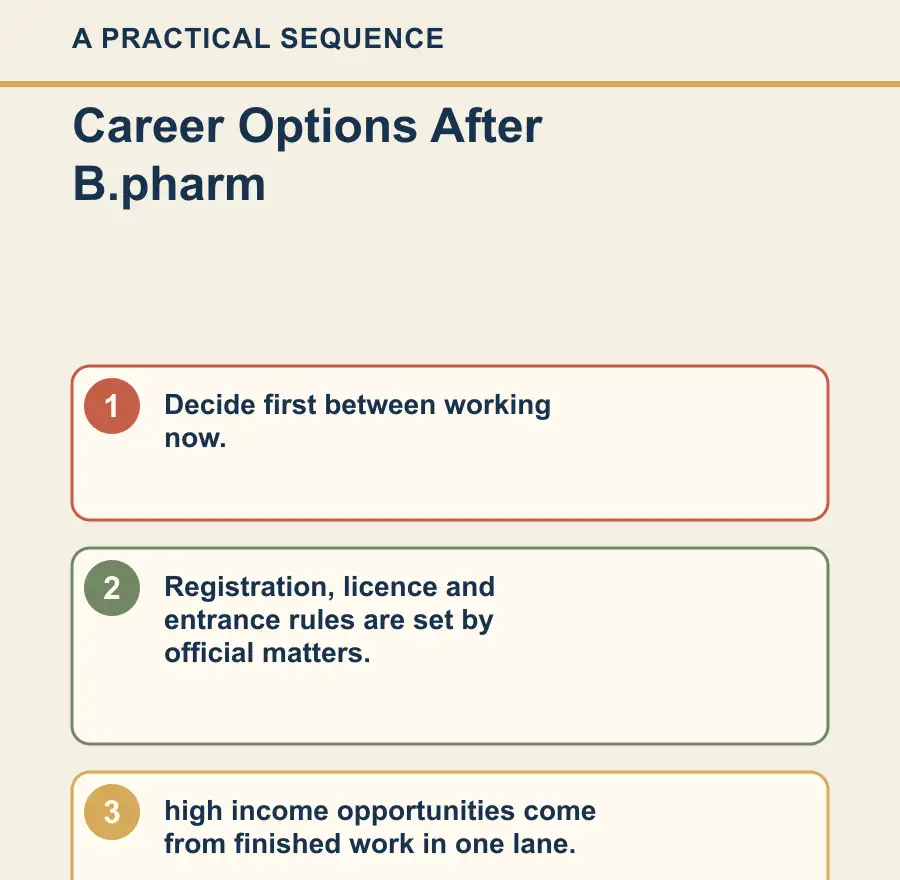 A PRACTICAL SEQUENCE
Career Options After
B.pharm
1
Decide first between working
now.
2
Registration, licence and
entrance rules are set by
official matters.
3
high income opportunities come
from finished work in one lane.